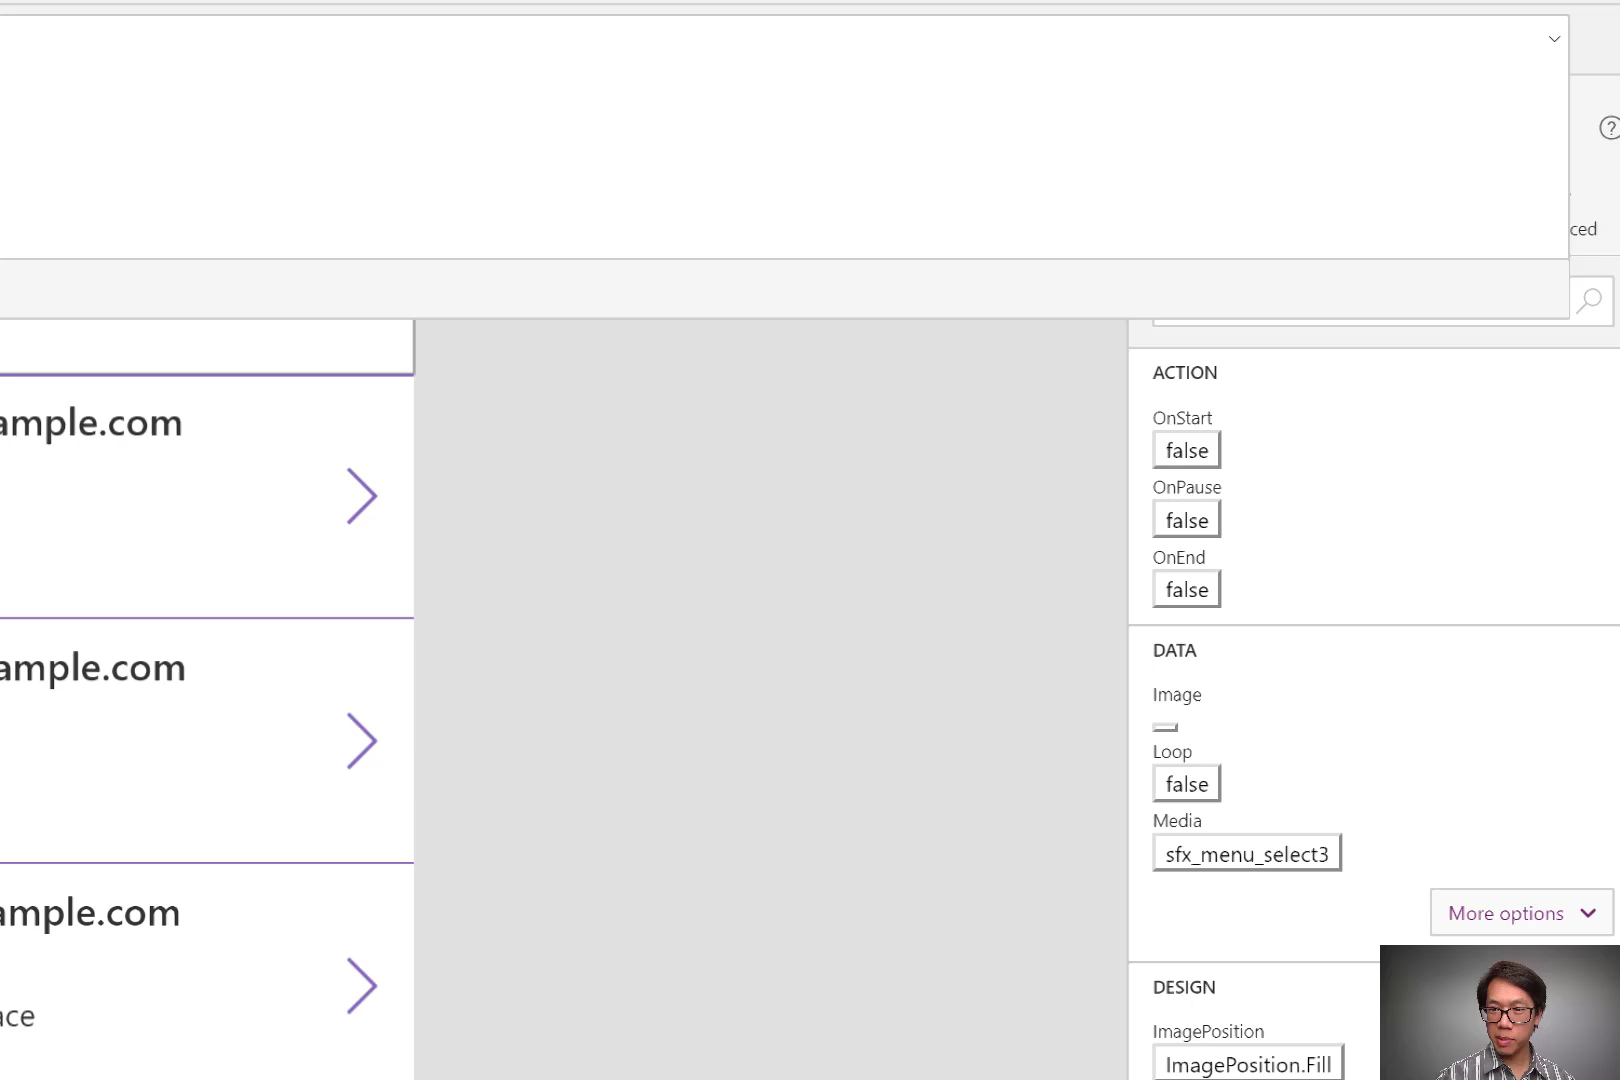 ?
ced
ACTION
OnStart
false
OnPause
false
OnEnd
false
DATA
Image
Loop
false
Media
sfx_menu_select3
More options
DESIGN
ImagePosition
ImagePosition.Fill
ample.com
ample.com
ample.com
ace